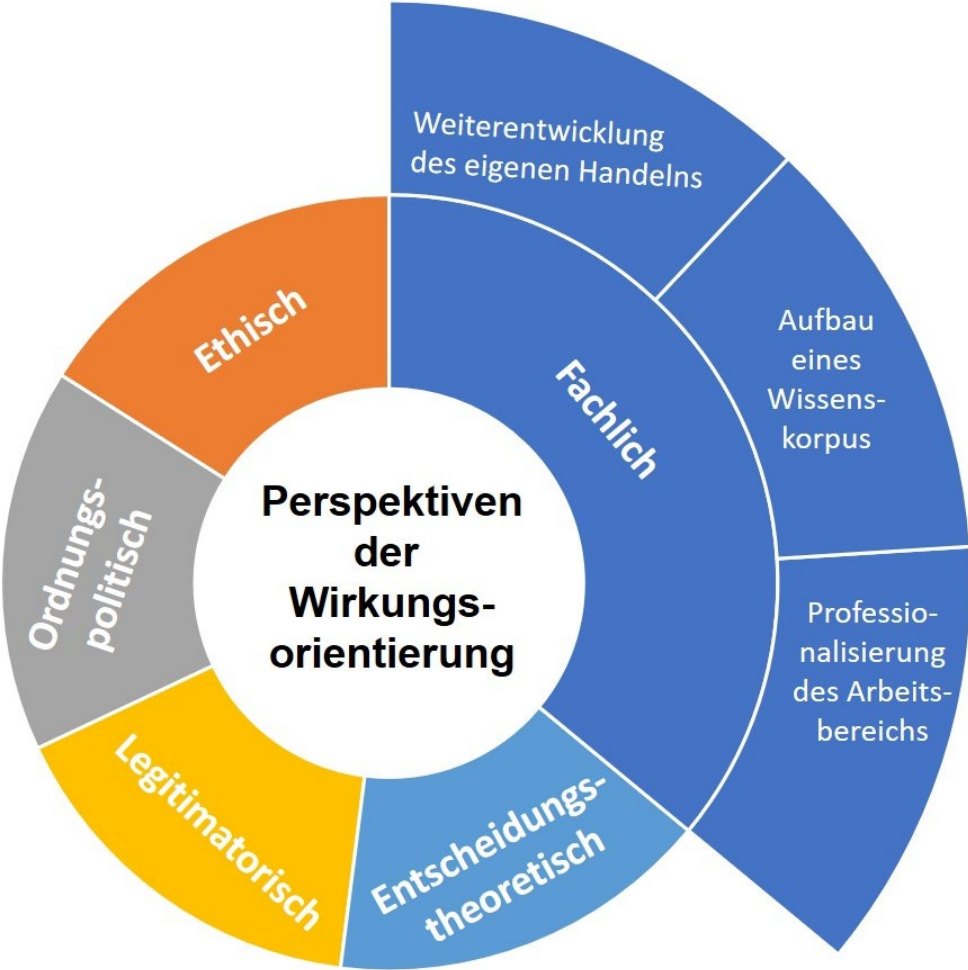 Perspektiven
der
Wirkungs-
orientierung
Fachlich
Weiterentwicklung
des eigenen Handelns
Aufbau
eines
Wissens-
korpus
Professio-
nalisierung
des Arbeits-
bereichs
Entscheidungs-
theoretisch
Legitimatorisch
Ordnungs-
politisch
Ethisch